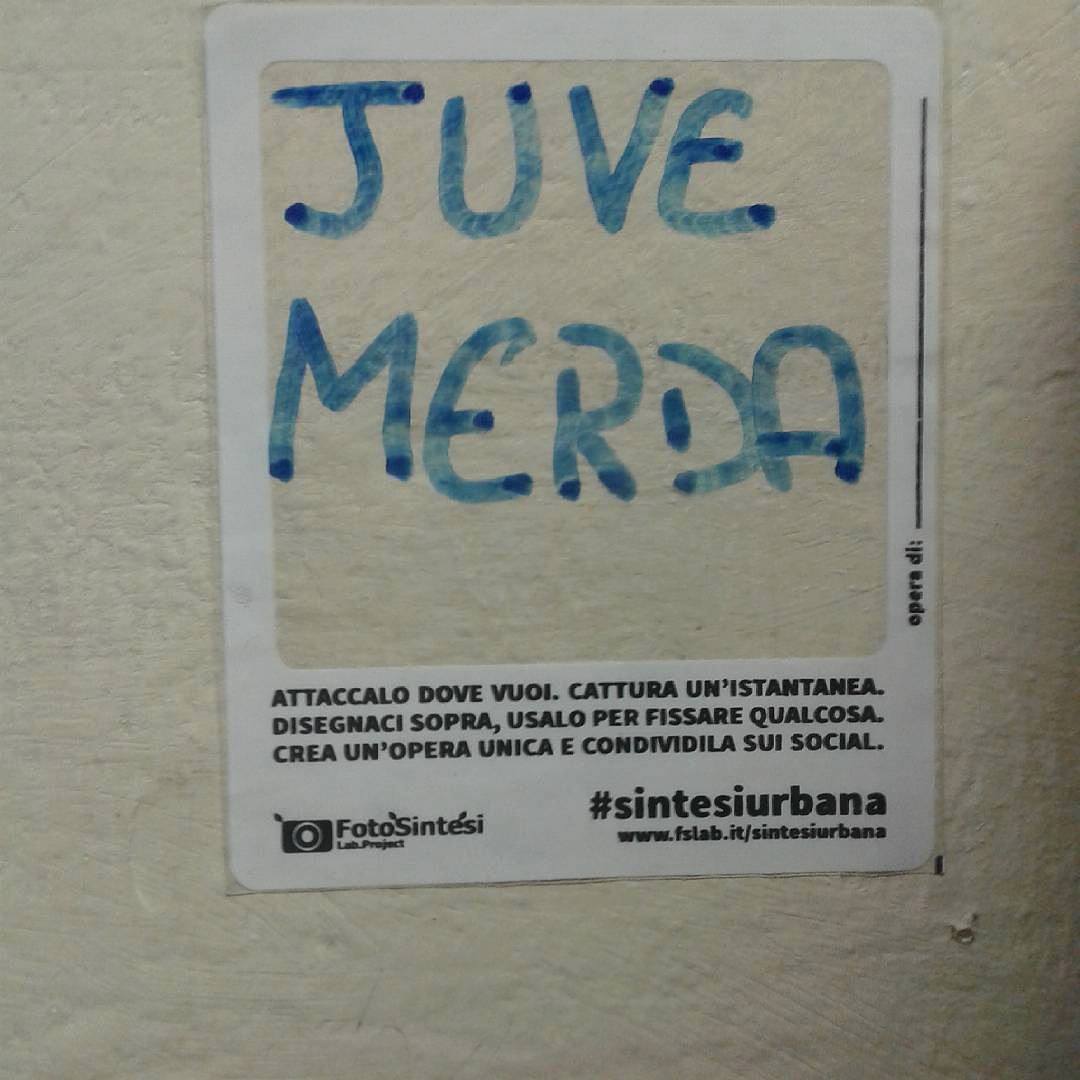 JUVE
MERDA
opera di:
ATTACCALO DOVE VUOI. CATTURA UN'ISTANTANEA.
DISEGNACI SOPRA, USALO PER FISSARE QUALCOSA.
CREA UN'OPERA UNICA E CONDIVIDILA SUI SOCIAL.
#sintesiurbana
www.fslab.it/sintesiurbana
FotoSintesi
Lab.Project